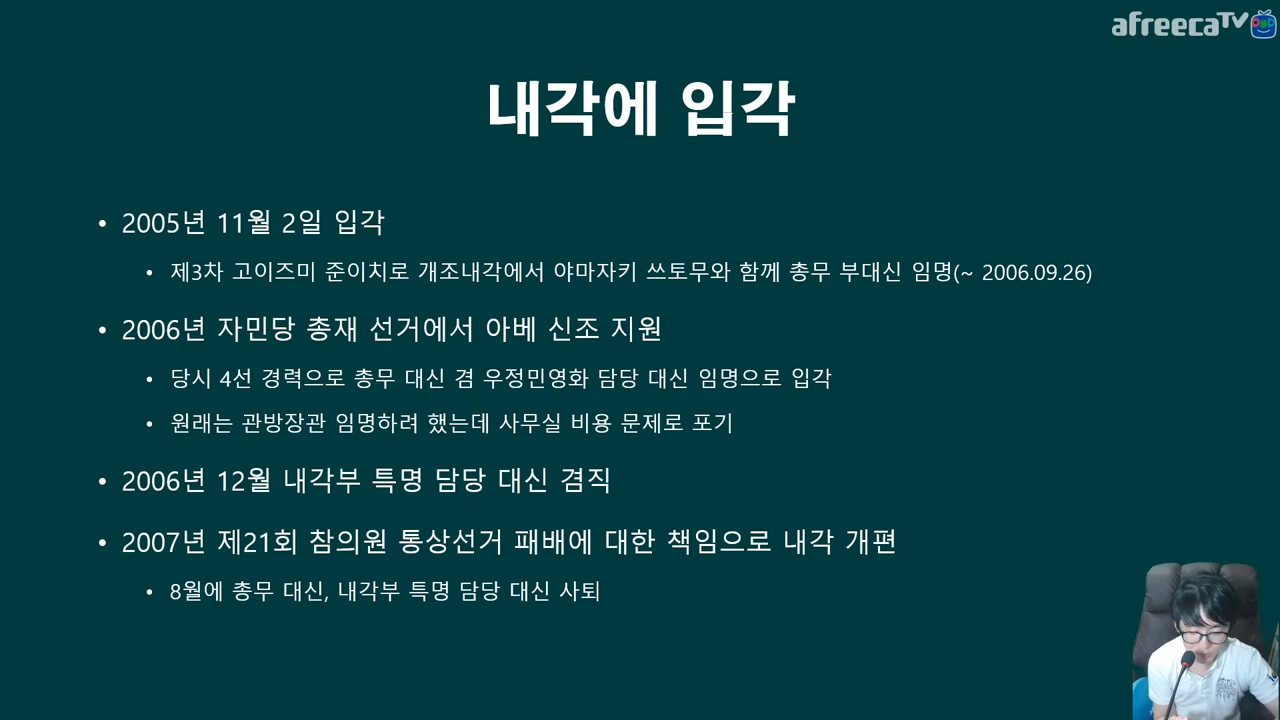 afreecaTV
내각에 입각
• 2005년 11월 2일 입각
• 제3차 고이즈미 준이치로 개조내각에서 야마자키 쓰토무와 함께 총무 부대신 임명(~ 2006.09.26)
• 2006년 자민당 총재 선거에서 아베 신조 지원
• 당시 4선 경력으로 총무 대신 겸 우정민영화 담당 대신 임명으로 입각
• 원래는 관방장관 임명하려 했는데 사무실 비용 문제로 포기
• 2006년 12월 내각부 특명 담당 대신 겸직
• 2007년 제21회 참의원 통상선거 패배에 대한 책임으로 내각 개편
• 8월에 총무 대신, 내각부 특명 담당 대신 사퇴